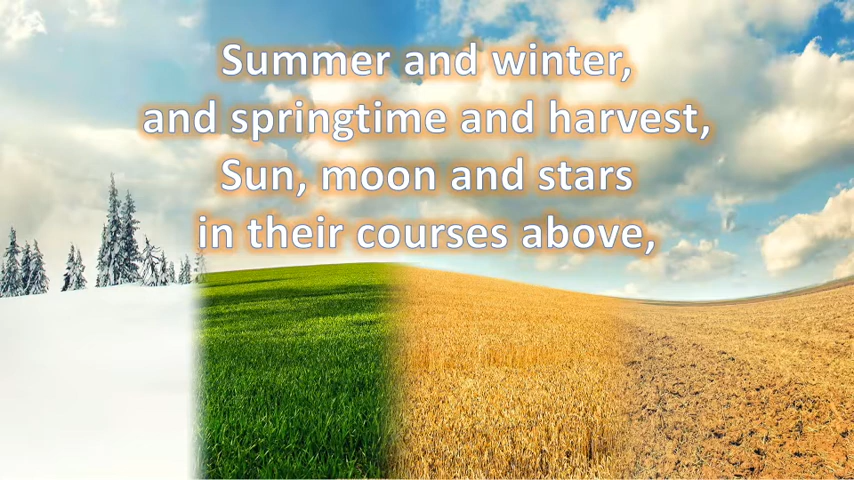 Summer and winter,
and springtime and harvest,
Sun, moon and stars
in their courses above,